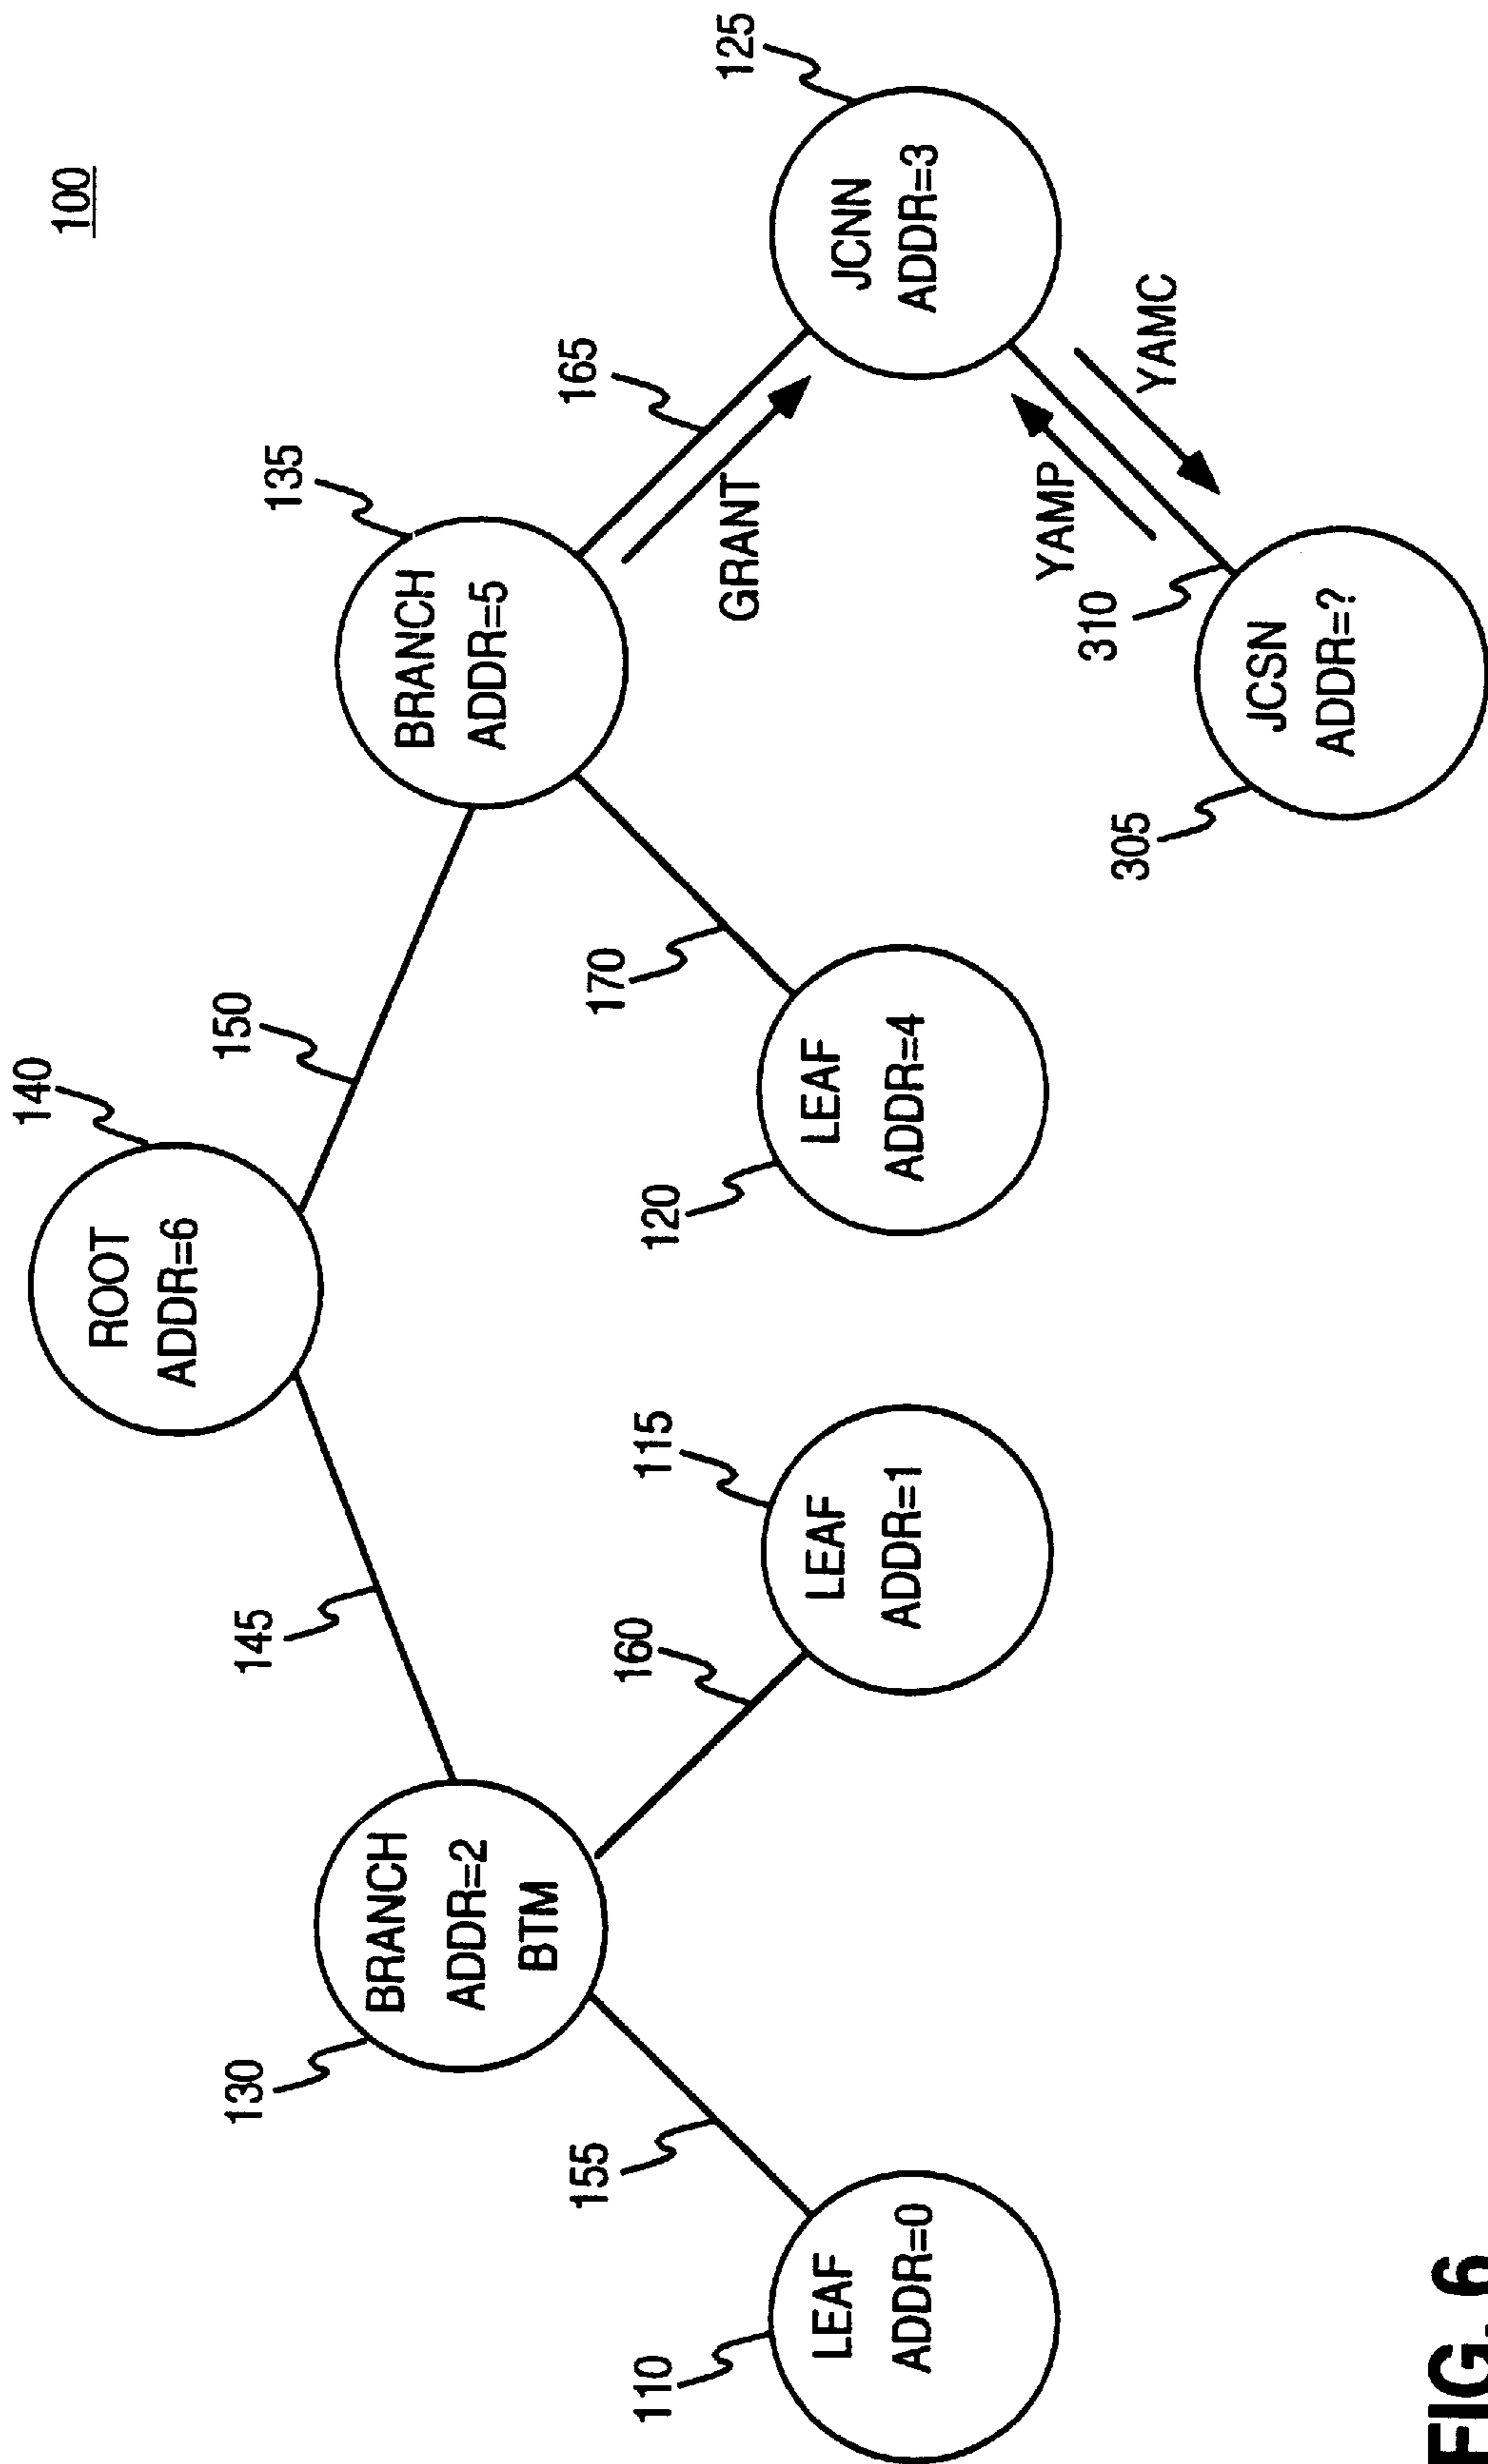 100
140
ROOT
ADDR=6
145
150
130
BRANCH
ADDR=2
BTM
135
BRANCH
ADDR=5
155
160
170
165
GRANT
110
LEAF
ADDR=0
115
LEAF
ADDR=1
120
LEAF
ADDR=4
125
JCNN
ADDR=3
YAMP
YAMC
310
305
JCSN
ADDR=?
FIG. 6